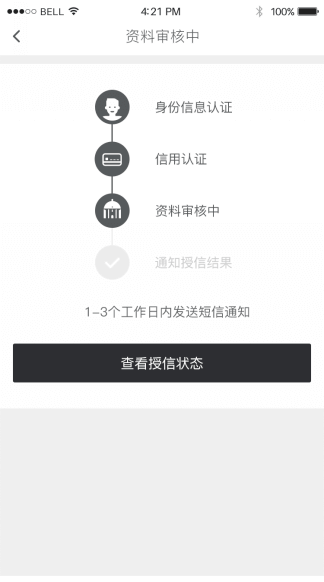 BELL 4:21 PM 100%
资料审核中
身份信息认证
信用认证
资料审核中
通知授信结果
1-3个工作日内发送短信通知
查看授信状态